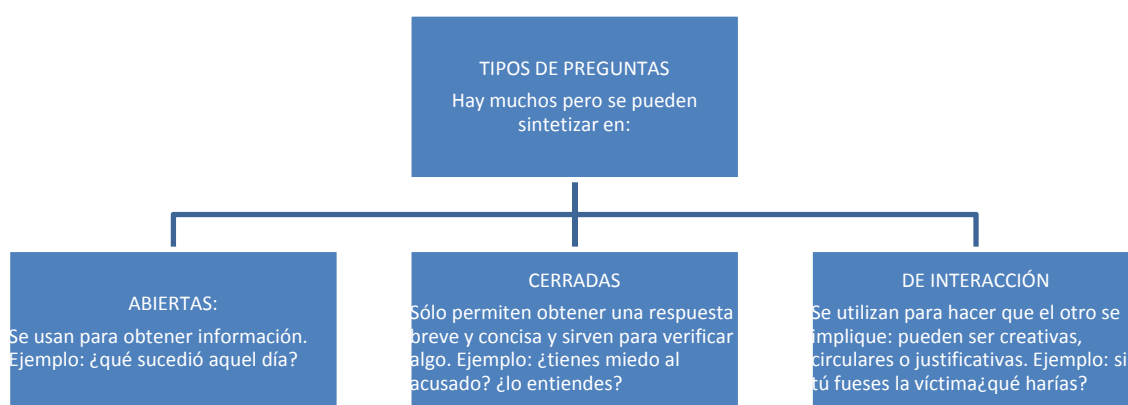 TIPOS DE PREGUNTAS
Hay muchos pero se pueden
sintetizar en:
ABIERTAS:
Se usan para obtener información.
Ejemplo: ¿qué sucedió aquel día?
CERRADAS
Sólo permiten obtener una respuesta
breve y concisa y sirven para verificar
algo. Ejemplo: ¿tienes miedo al
acusado? ¿lo entiendes?
DE INTERACCIÓN
Se utilizan para hacer que el otro se
implique: pueden ser creativas,
circulares o justificativas. Ejemplo: si
tú fueses la víctima¿qué harías?